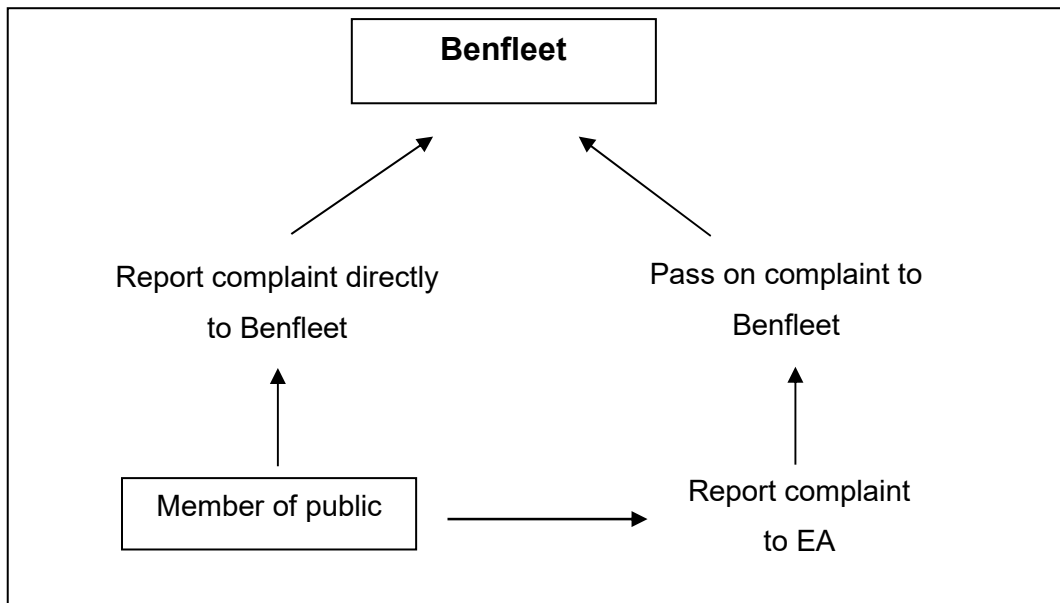 Benfleet
Report complaint directly
to Benfleet
Pass on complaint to
Benfleet
Member of public
Report complaint
to EA